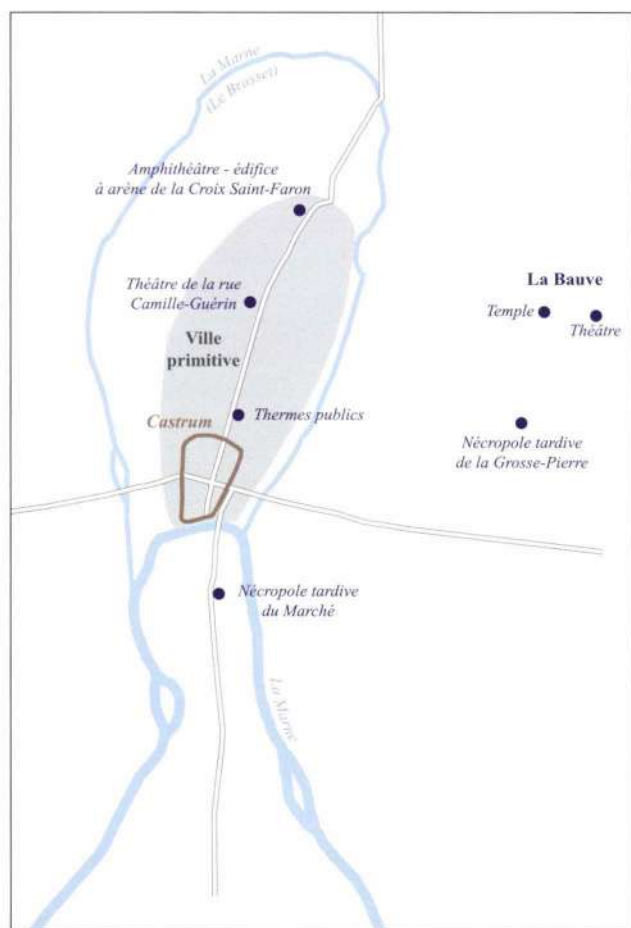 La Marne
(Le Brosset)
Amphithéâtre - édifice
à arène de la Croix Saint-Faron
Théâtre de la rue
Camille-Guérin
La Bauve
Temple
Théâtre
Ville
primitive
Castrum
Thermes publics
Nécropole tardive
de la Grosse-Pierre
Nécropole tardive
du Marché
La Marne